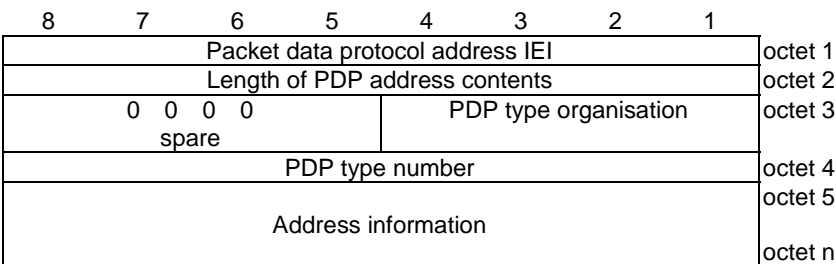 8 7 6 5 4 3 2 1
Packet data protocol address IEI octet 1
Length of PDP address contents octet 2
0 0 0 0 PDP type organisation octet 3
spare
PDP type number octet 4
octet 5
Address information
octet n